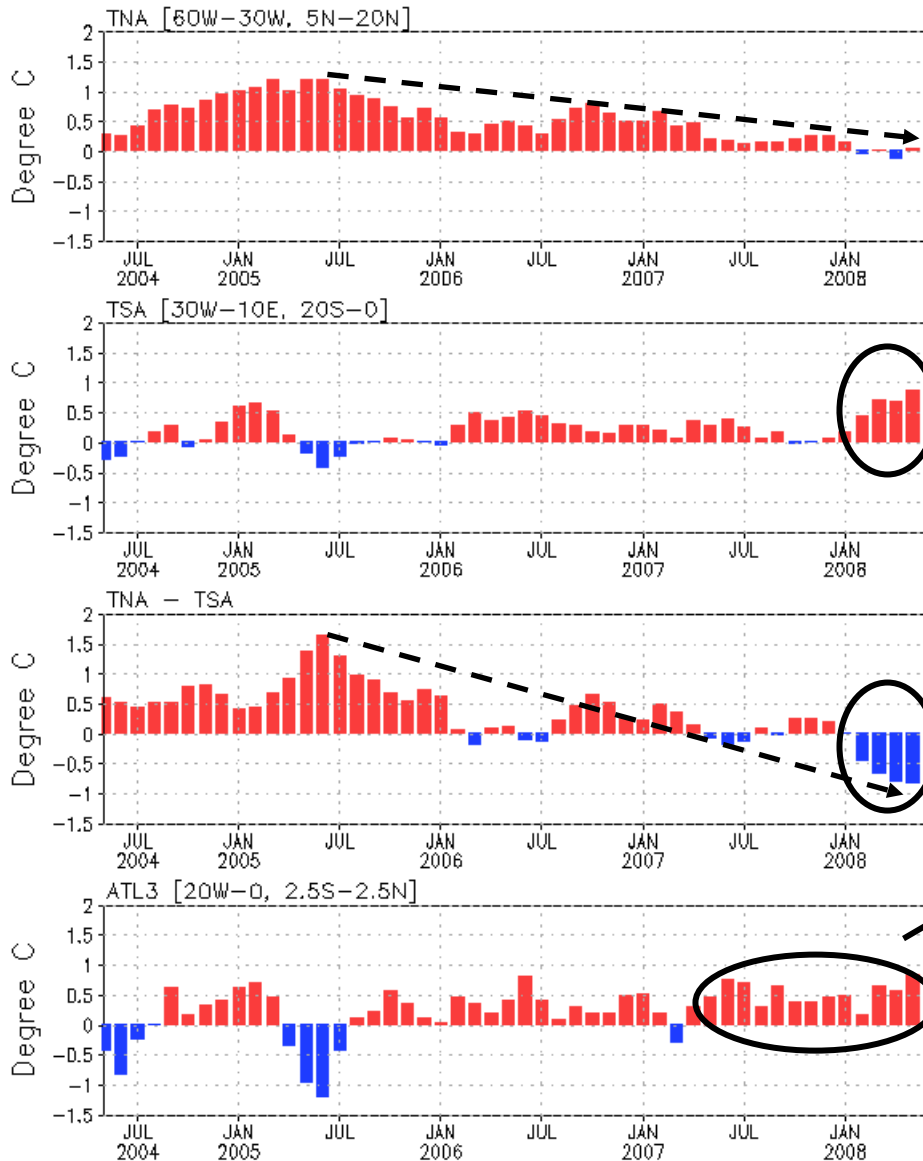 TNA [60W−30W, 5N−20N]
Degree C
2
1.5
1
0.5
0
−0.5
−1
−1.5
JUL JAN JUL JAN JUL JAN JUL JAN
2004 2005 2006 2007 2008
TSA [30W−10E, 20S−0]
Degree C
2
1.5
1
0.5
0
−0.5
−1
−1.5
JUL JAN JUL JAN JUL JAN JUL JAN
2004 2005 2006 2007 2008
TNA − TSA
Degree C
2
1.5
1
0.5
0
−0.5
−1
−1.5
JUL JAN JUL JAN JUL JAN JUL JAN
2004 2005 2006 2007 2008
ATL3 [20W−0, 2.5S−2.5N]
Degree C
2
1.5
1
0.5
0
−0.5
−1
−1.5
JUL JAN JUL JAN JUL JAN JUL JAN
2004 2005 2006 2007 2008